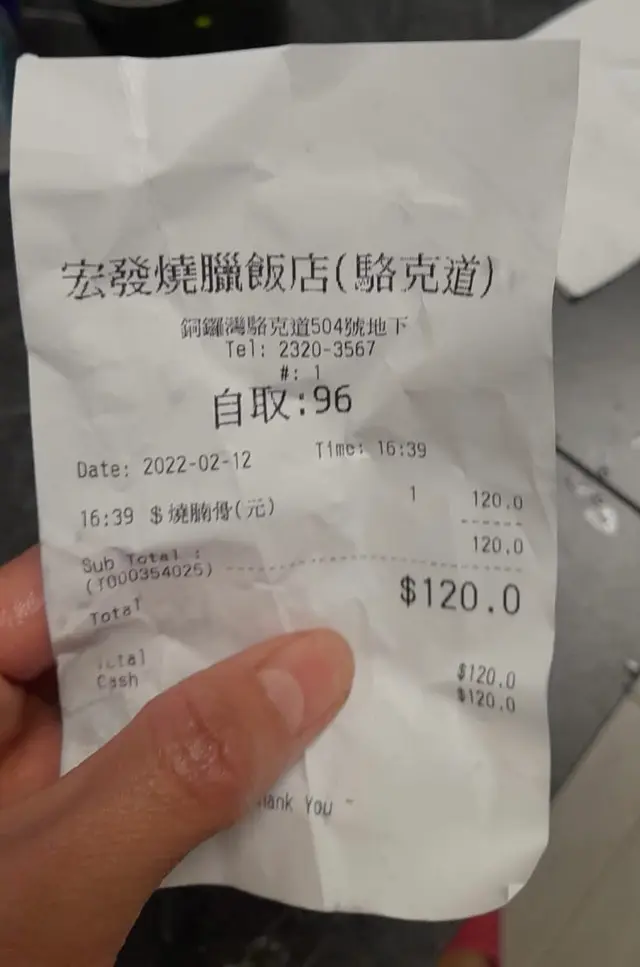 宏發燒臘飯店(駱克道)
銅鑼灣駱克道504號地下
Tel: 2320-3567
#: 1
自取:96
Date: 2022-02-12 Time: 16:39
16:39 $燒腩骨(元) 1 120.0
Sub Total : 120.0
(T000354025)
Total $120.0
$120.0
Cash $120.0
You ~